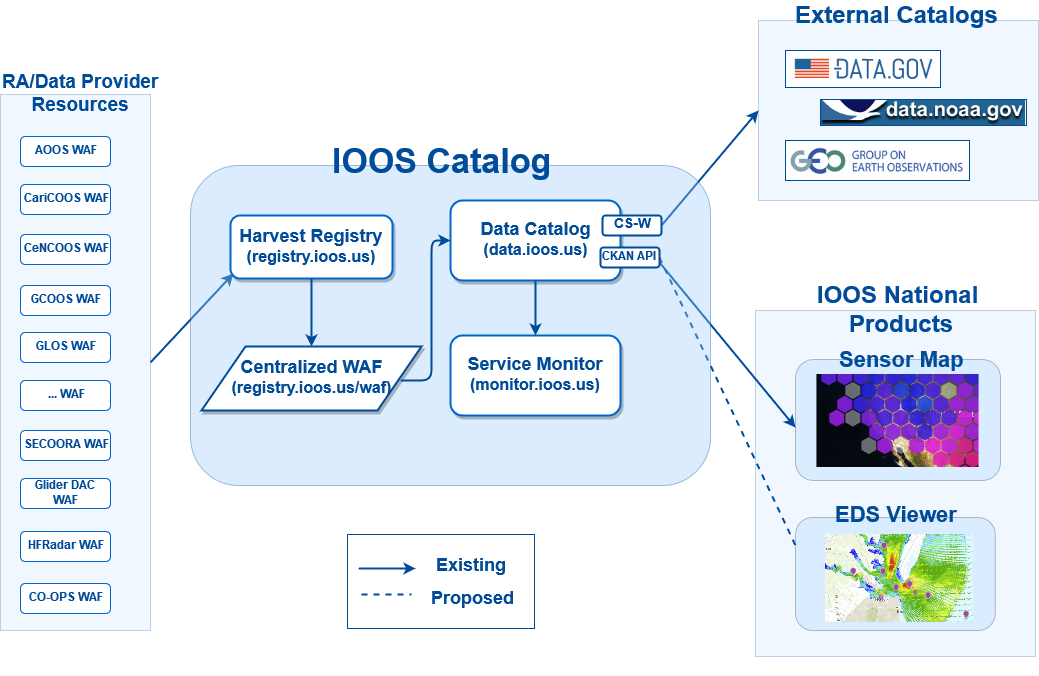 RA/Data Provider
Resources
AOOS WAF
CariCOOS WAF
CeNCOOS WAF
GCOOS WAF
GLOS WAF
... WAF
SECOORA WAF
Glider DAC
WAF
HFRadar WAF
CO-OPS WAF
IOOS Catalog
Harvest Registry
(registry.ioos.us)
Centralized WAF
(registry.ioos.us/waf)
Data Catalog
(data.ioos.us)
CS-W
CKAN API
Service Monitor
(monitor.ioos.us)
Existing
Proposed
External Catalogs
DATA.GOV
data.noaa.gov
GEO GROUP ON
EARTH OBSERVATIONS
IOOS National
Products
Sensor Map
EDS Viewer